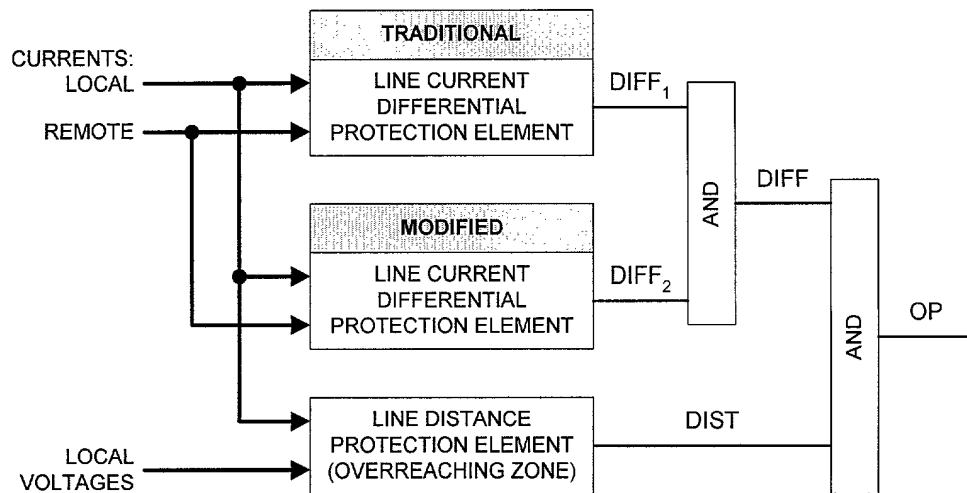 CURRENTS:
LOCAL
REMOTE
TRADITIONAL
LINE CURRENT
DIFFERENTIAL
PROTECTION ELEMENT
DIFF₁
AND
DIFF
MODIFIED
LINE CURRENT
DIFFERENTIAL
PROTECTION ELEMENT
DIFF₂
AND
OP
LINE DISTANCE
PROTECTION ELEMENT
(OVERREACHING ZONE)
DIST
LOCAL
VOLTAGES